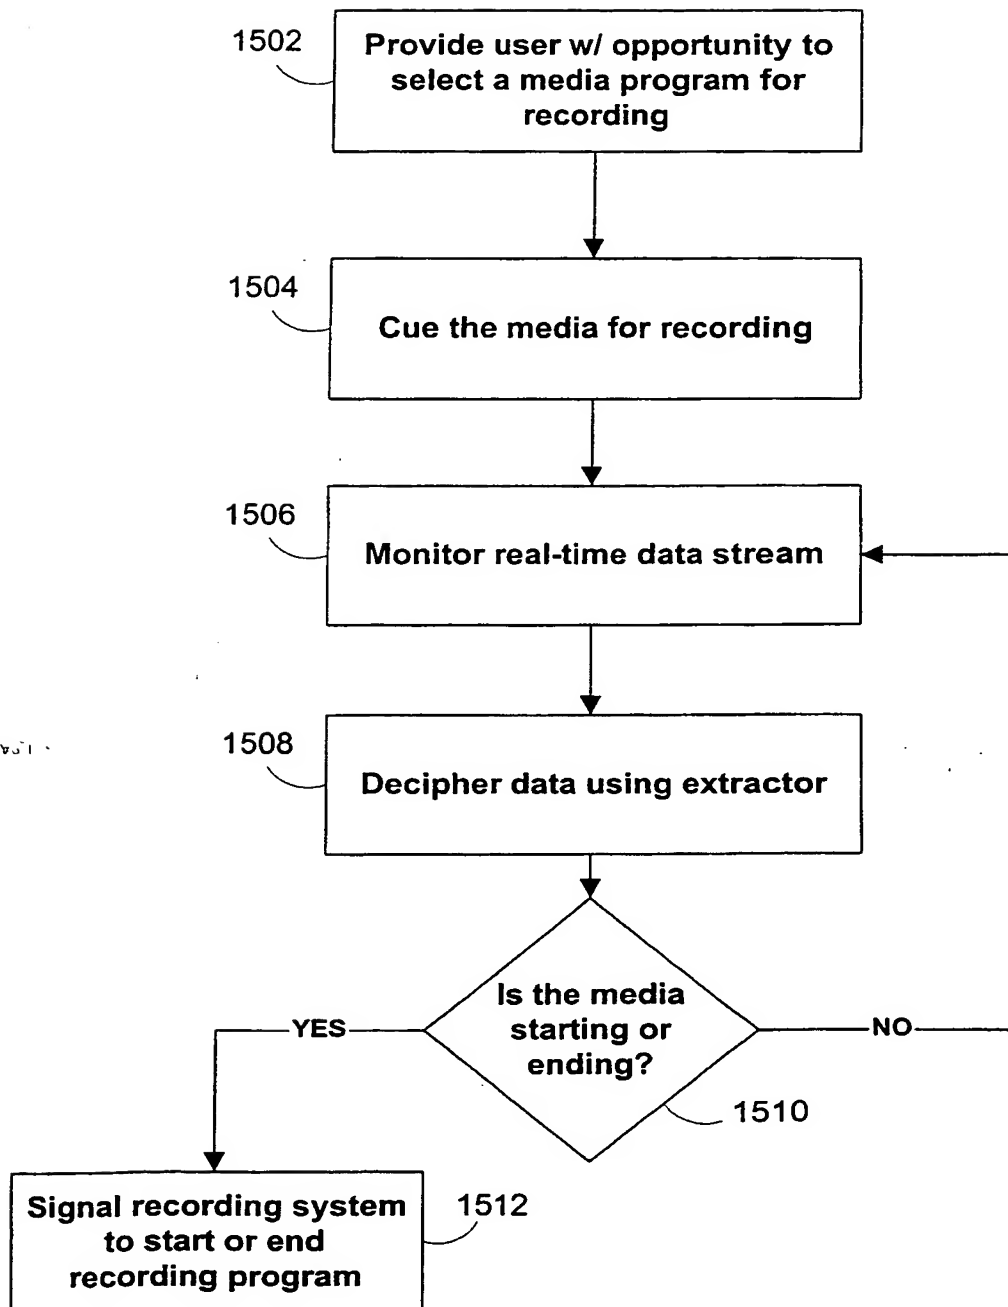 1502
Provide user w/ opportunity to
select a media program for
recording
1504
Cue the media for recording
1506
Monitor real-time data stream
1508
Decipher data using extractor
Is the media
starting or
ending?
YES
NO
1510
Signal recording system
to start or end
recording program
1512